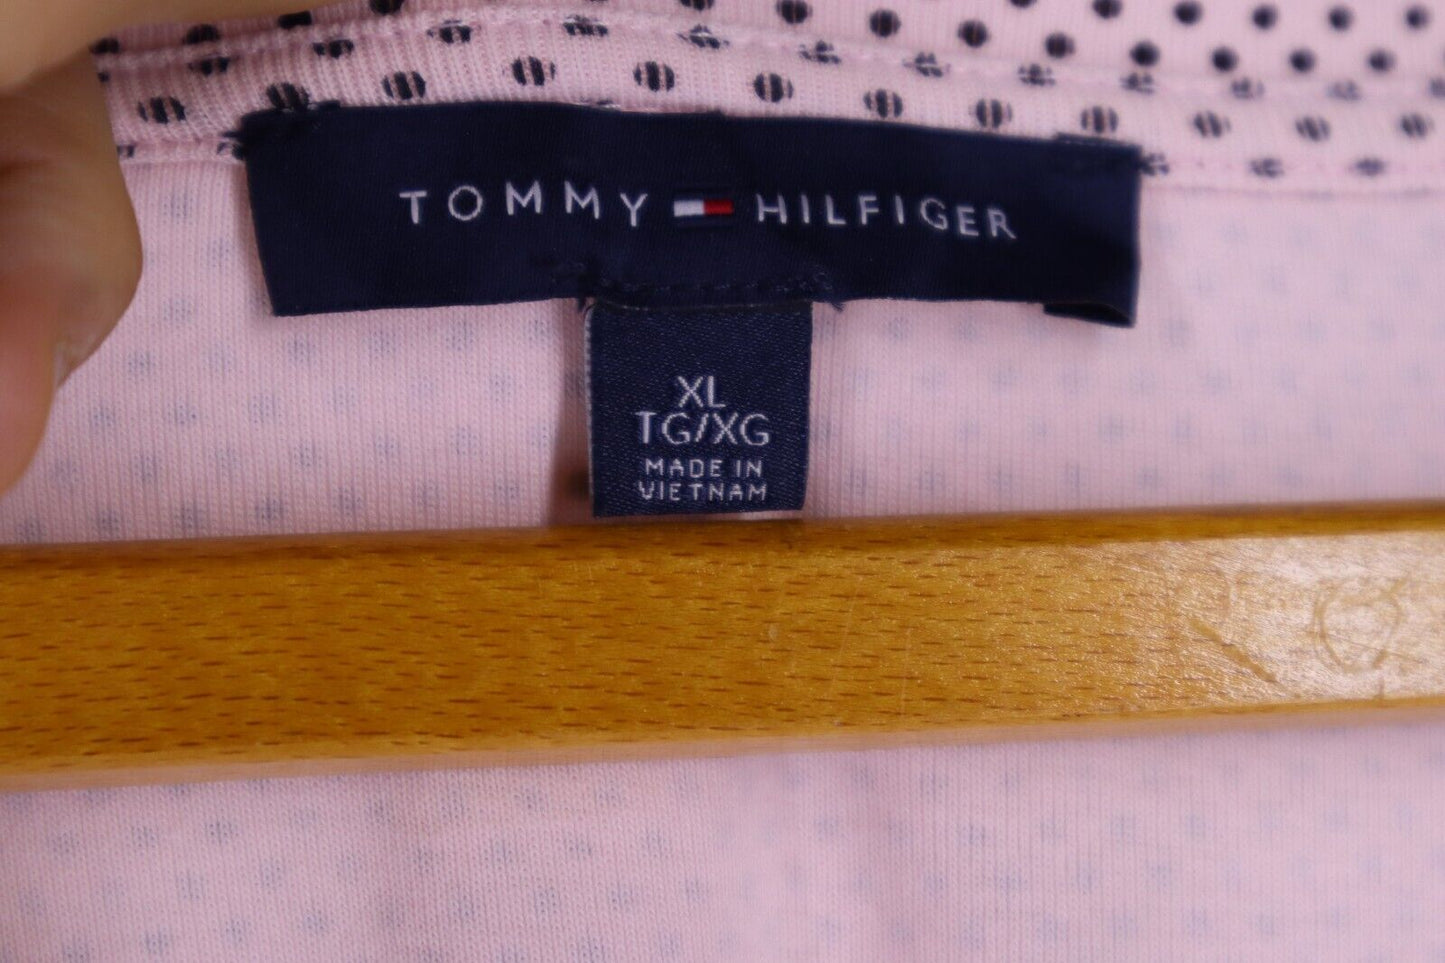 TOMMY HILFIGER
XL
TG/XG
MADE IN
VIETNAM